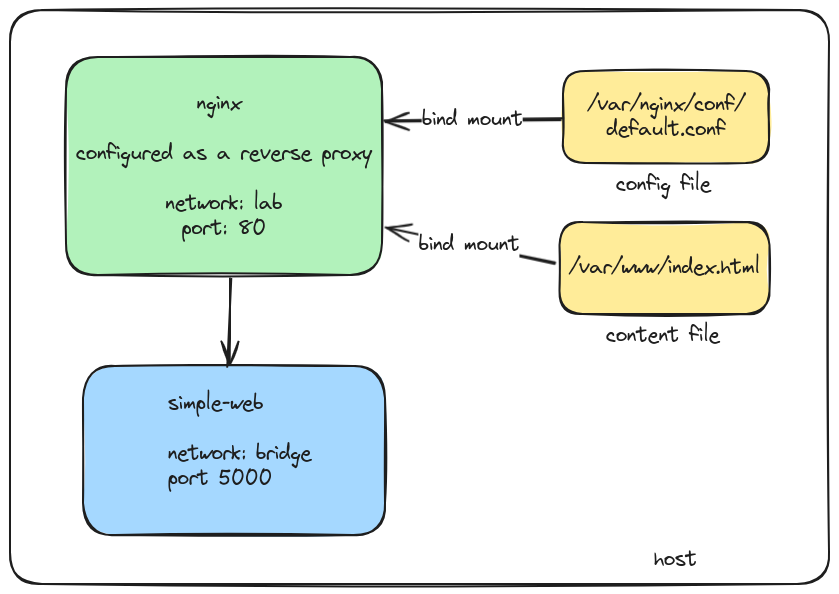 nginx
configured as a reverse proxy
network: lab
port: 80
bind mount
/var/nginx/conf/
default.conf
config file
bind mount
/var/www/index.html
content file
simple-web
network: bridge
port 5000
host